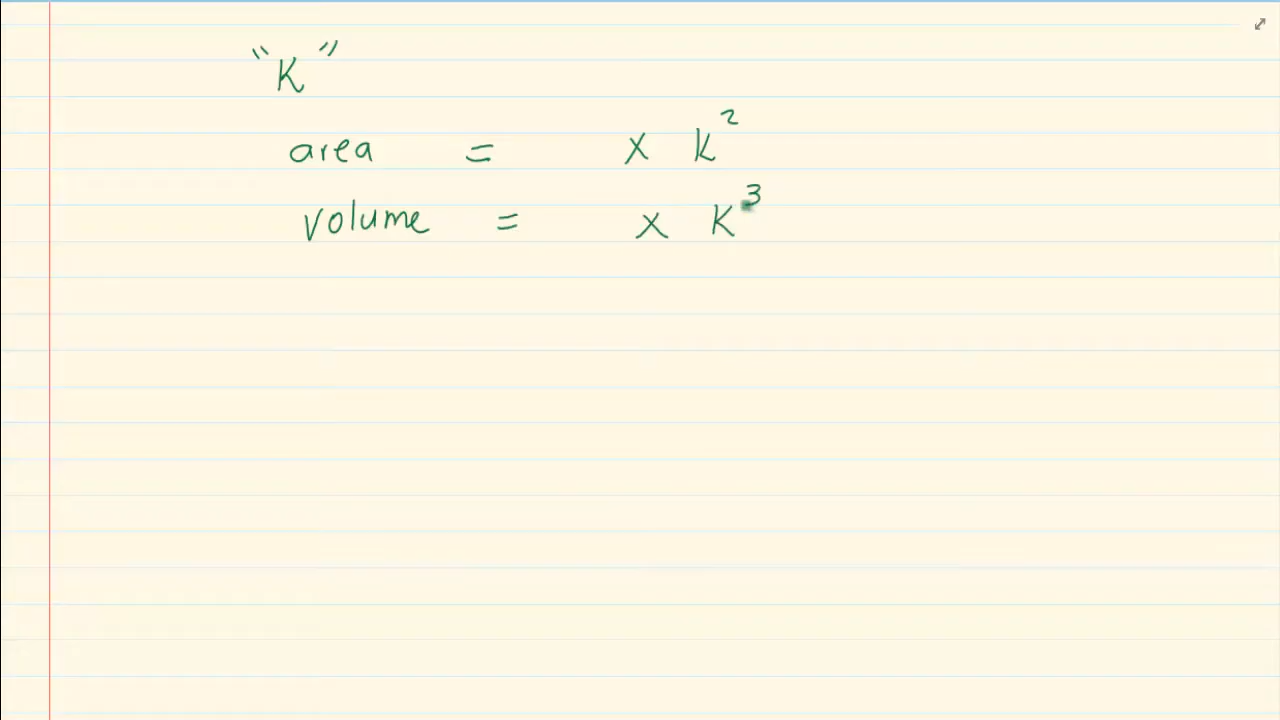 "K"
area = x k²
volume = x K³